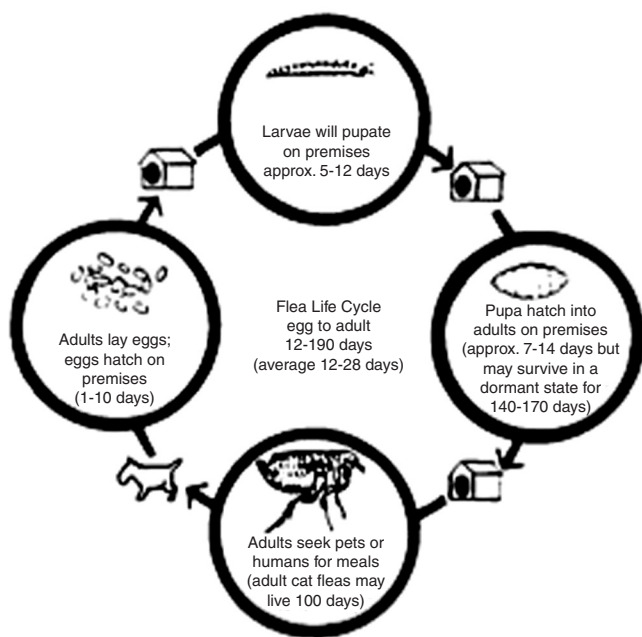 Larvae will pupate
on premises
approx. 5-12 days
Pupa hatch into
adults on premises
(approx. 7-14 days but
may survive in a
dormant state for
140-170 days)
Adults seek pets or
humans for meals
(adult cat fleas may
live 100 days)
Adults lay eggs;
eggs hatch on
premises
(1-10 days)
Flea Life Cycle
egg to adult
12-190 days
(average 12-28 days)